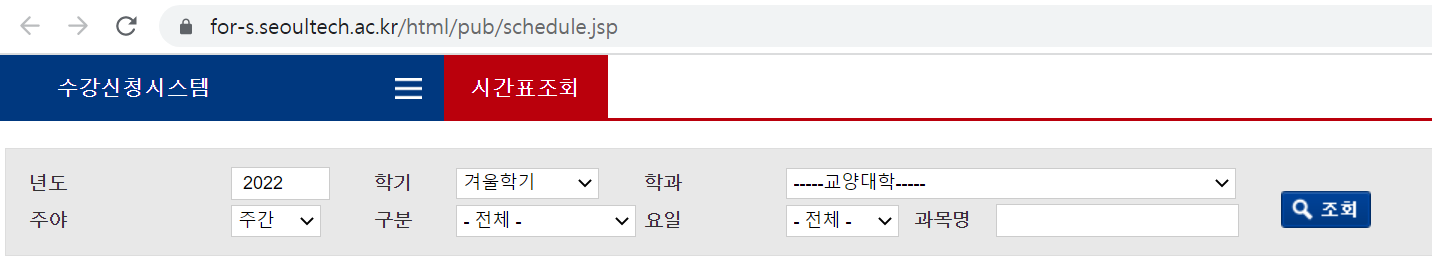 for-s.seoultech.ac.kr/html/pub/schedule.jsp
수강신청시스템 시간표조회
년도 2022 학기 겨울학기 학과 -----교양대학-----
주야 주간 구분 - 전체 - 요일 - 전체 - 과목명 조회